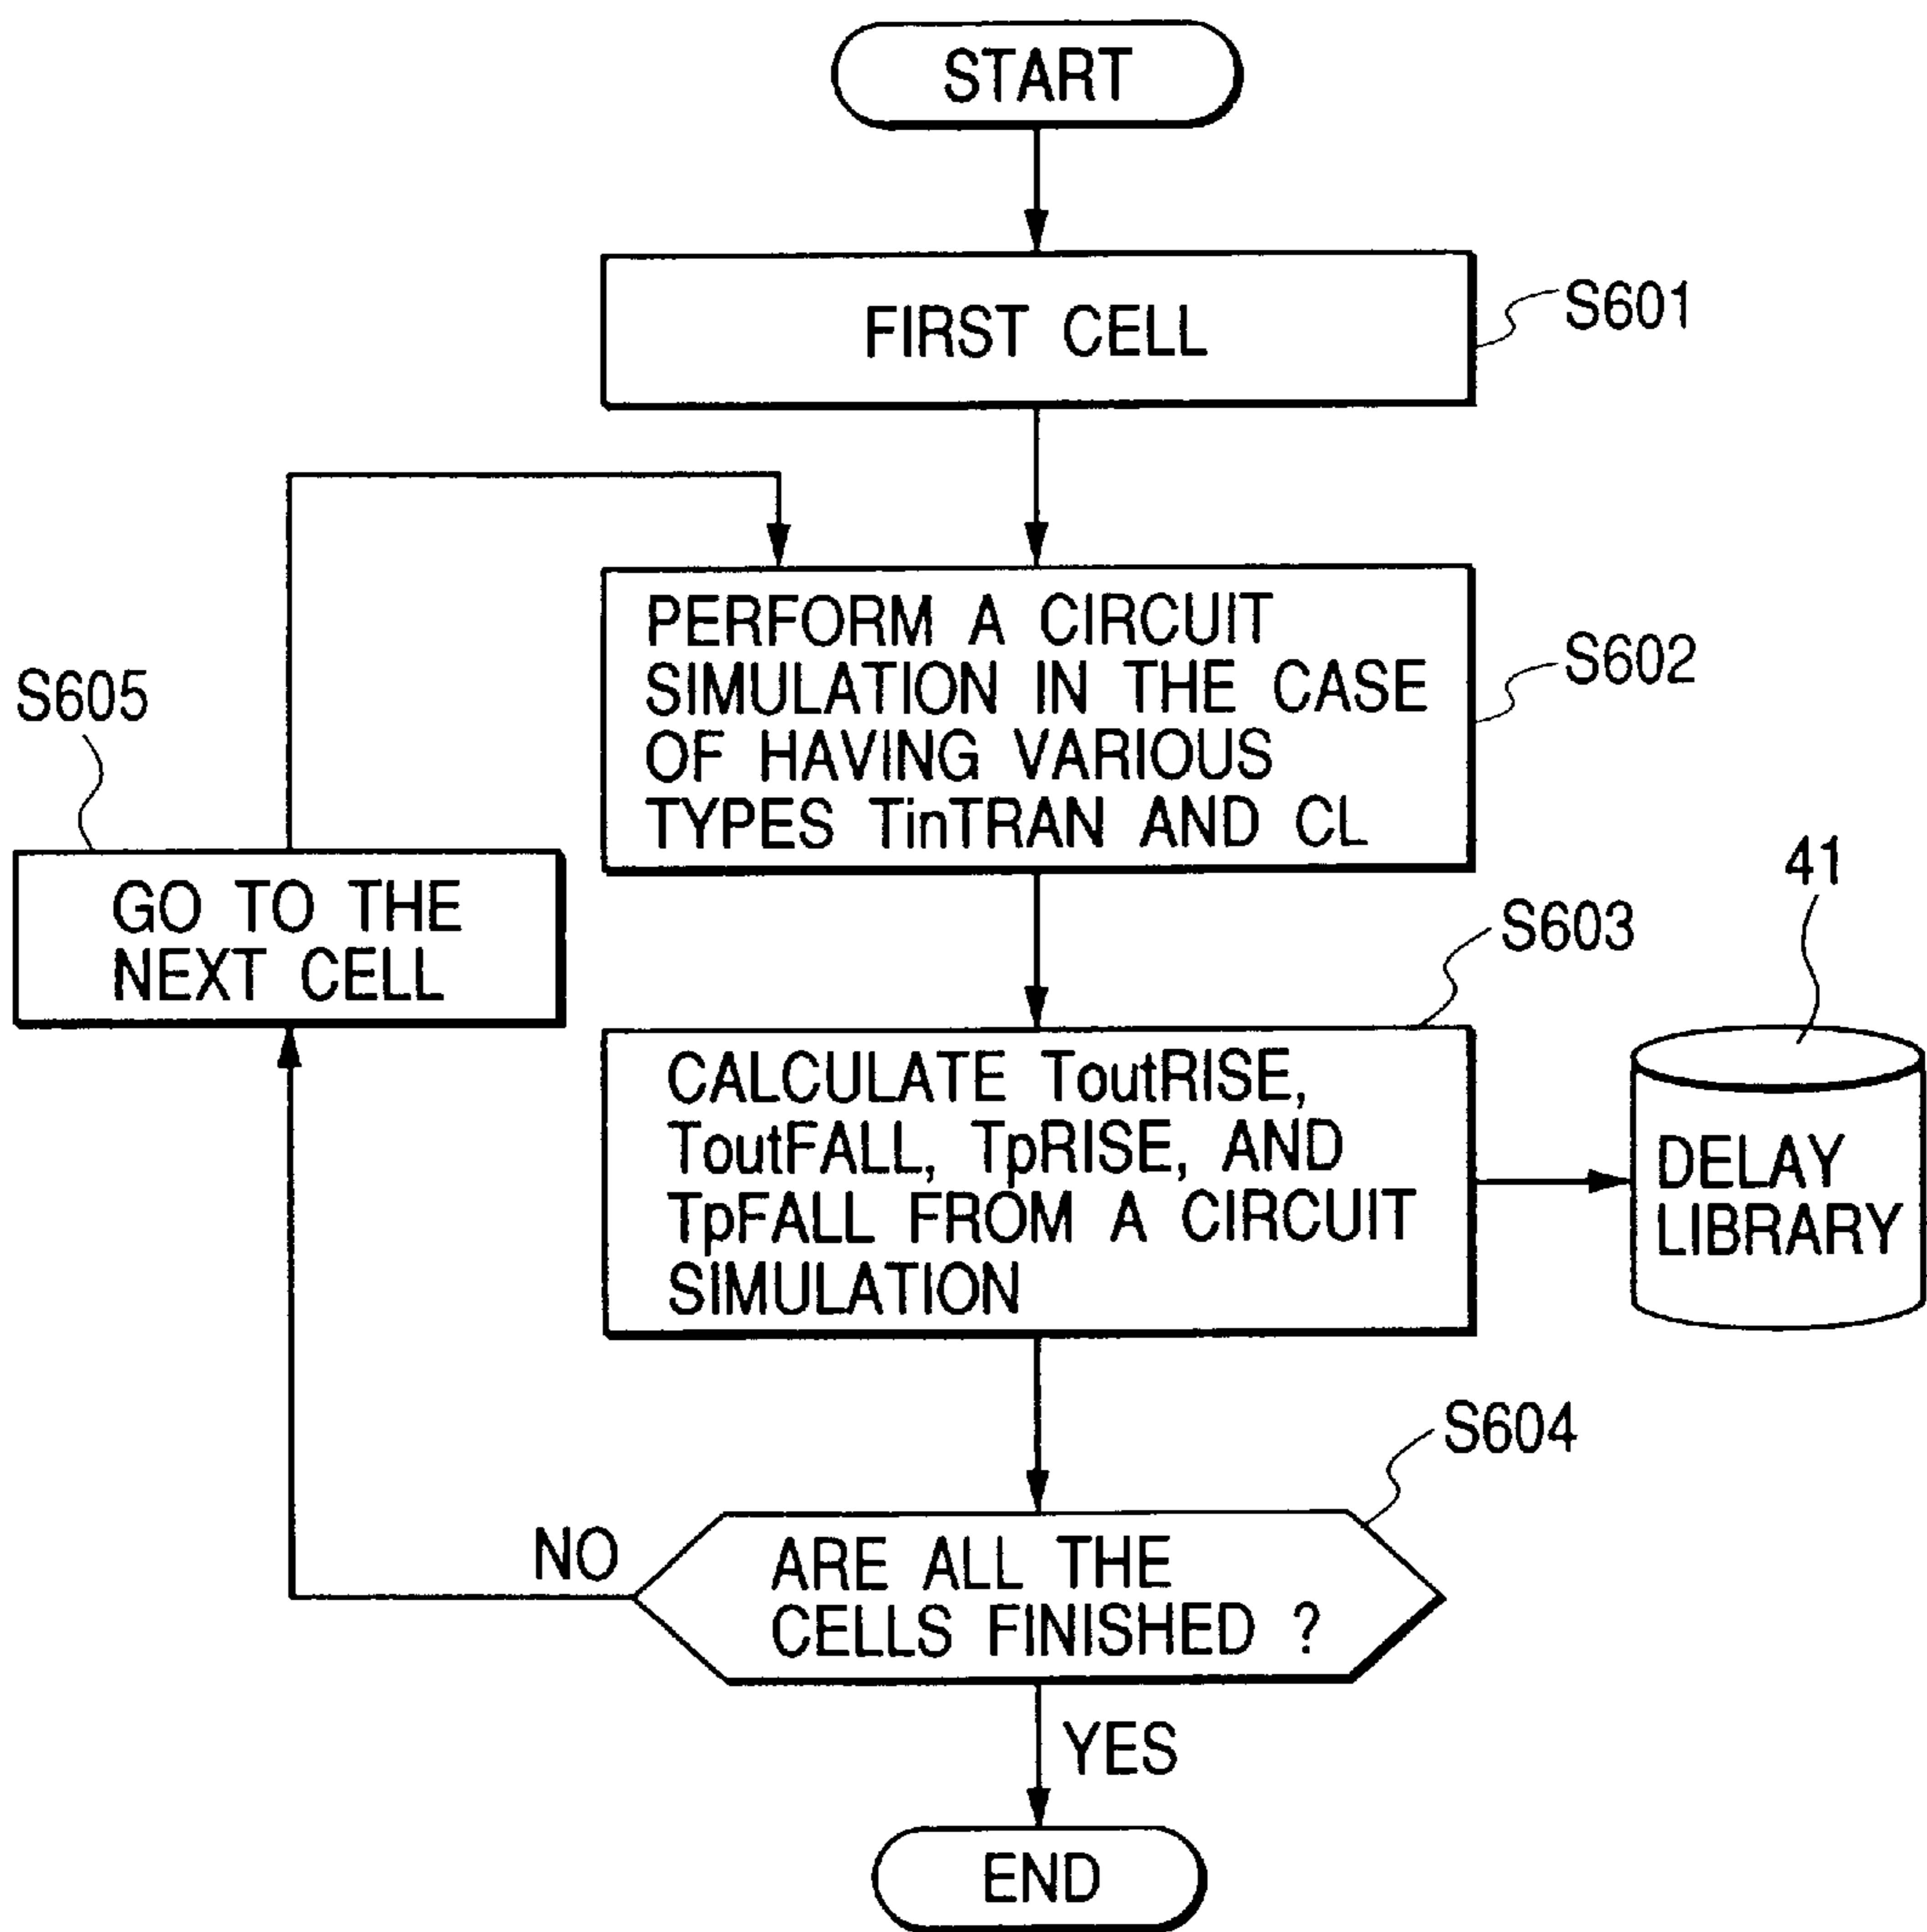 START
FIRST CELL
S601
PERFORM A CIRCUIT
SIMULATION IN THE CASE
OF HAVING VARIOUS
TYPES TinTRAN AND CL
S602
S605
GO TO THE
NEXT CELL
CALCULATE ToutRISE,
ToutFALL, TpRISE, AND
TpFALL FROM A CIRCUIT
SIMULATION
S603
41
DELAY
LIBRARY
S604
ARE ALL THE
CELLS FINISHED ?
NO
YES
END